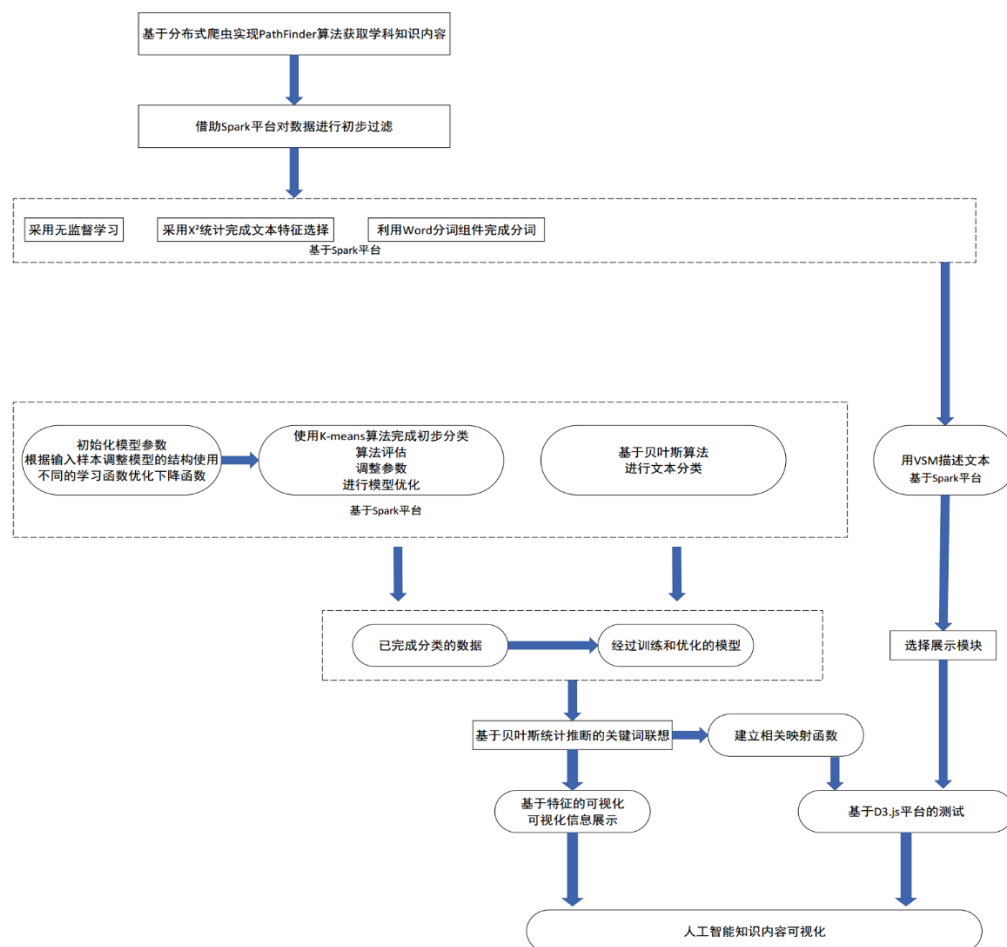 基于分布式爬虫实现PathFinder算法获取学科知识内容
借助Spark平台对数据进行初步过滤
采用无监督学习
采用X²统计完成文本特征选择
利用Word分词组件完成分词
基于Spark平台
初始化模型参数
根据输入样本调整模型的结构使用
不同的学习函数优化下降函数
使用K-means算法完成初步分类
算法评估
调整参数
进行模型优化
基于贝叶斯算法
进行文本分类
基于Spark平台
用VSM描述文本
基于Spark平台
已完成分类的数据
经过训练和优化的模型
选择展示模块
基于贝叶斯统计推断的关键词联想
建立相关映射函数
基于特征的可视化
可视化信息展示
基于D3.js平台的测试
人工智能知识内容可视化